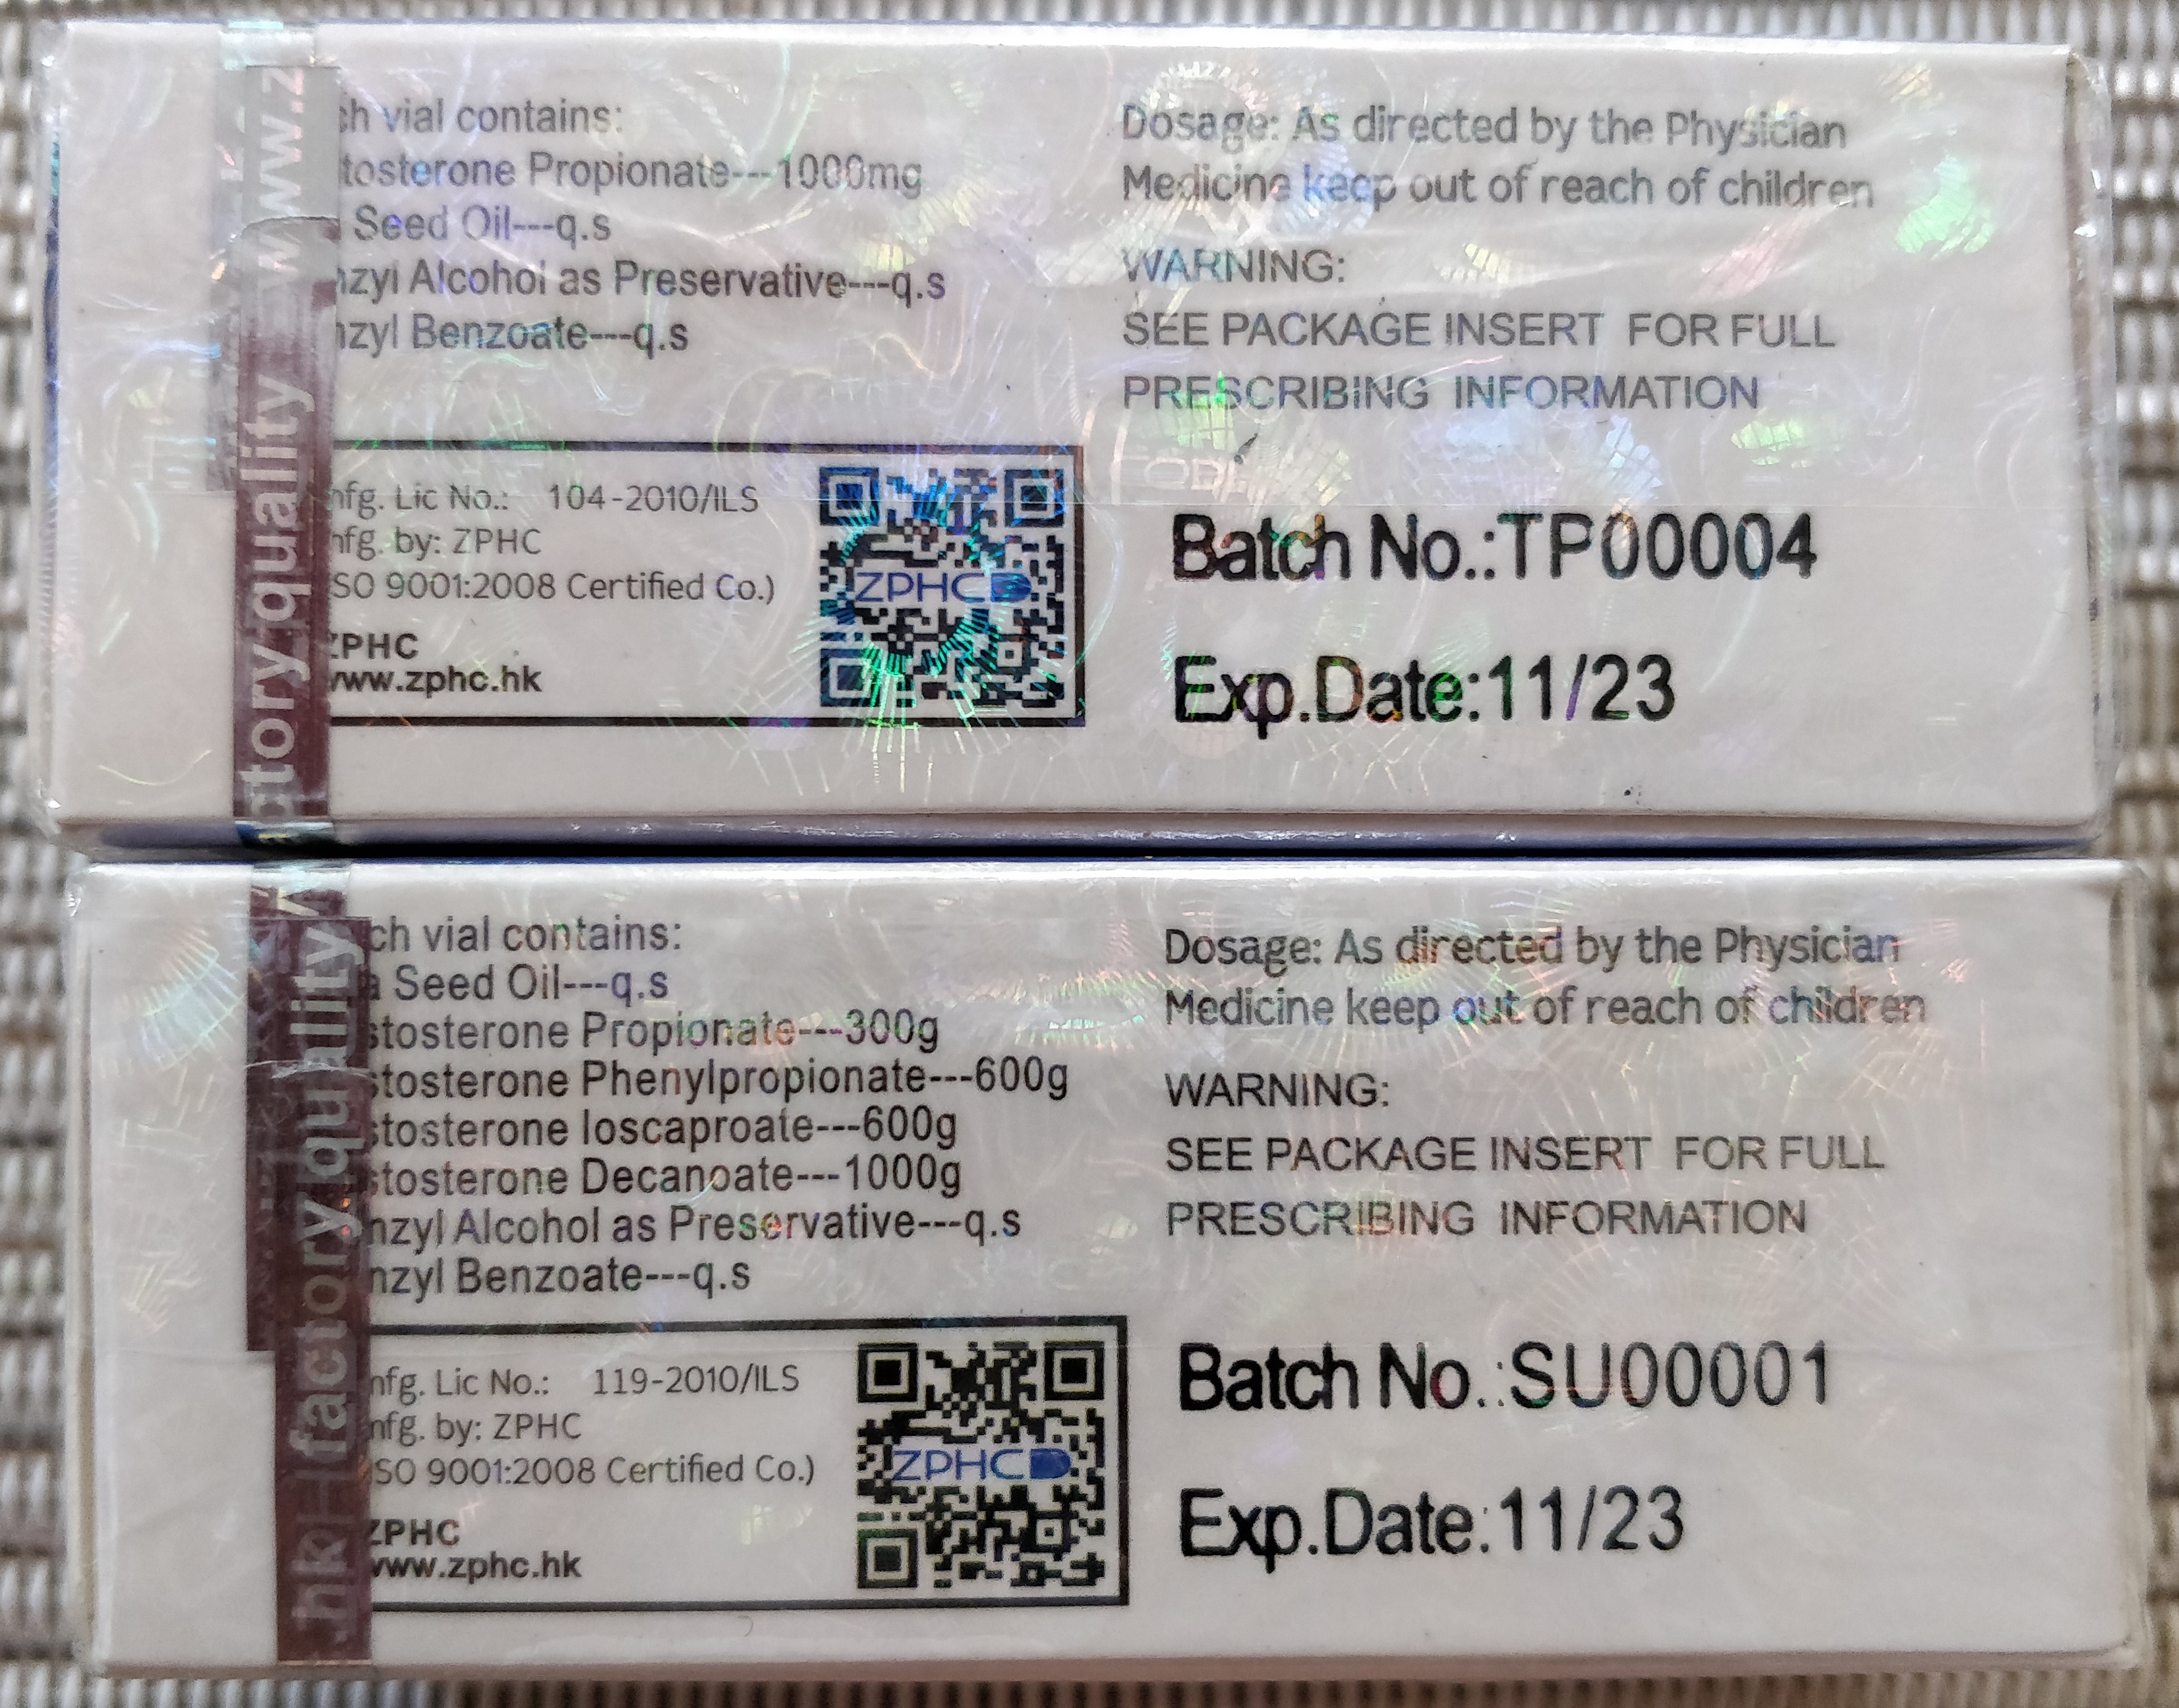 www.z
ctory quality
ch vial contains:
tosterone Propionate---1000mg
Seed Oil---q.s
nzyl Alcohol as Preservative---q.s
nzyl Benzoate---q.s
nfg. Lic No.: 104-2010/ILS
nfg. by: ZPHC
SO 9001:2008 Certified Co.)
ZPHC
www.zphc.hk
ZPHC
Dosage: As directed by the Physician
Medicine keep out of reach of children
WARNING:
SEE PACKAGE INSERT FOR FULL
PRESCRIBING INFORMATION
Batch No.:TP00004
Exp.Date:11/23
.hk factory quality
ch vial contains:
a Seed Oil---q.s
stosterone Propionate---300g
stosterone Phenylpropionate---600g
stosterone Ioscaproate---600g
stosterone Decanoate---1000g
nzyl Alcohol as Preservative---q.s
nzyl Benzoate---q.s
nfg. Lic No.: 119-2010/ILS
nfg. by: ZPHC
SO 9001:2008 Certified Co.)
ZPHC
www.zphc.hk
ZPHC
Dosage: As directed by the Physician
Medicine keep out of reach of children
WARNING:
SEE PACKAGE INSERT FOR FULL
PRESCRIBING INFORMATION
Batch No.:SU00001
Exp.Date:11/23